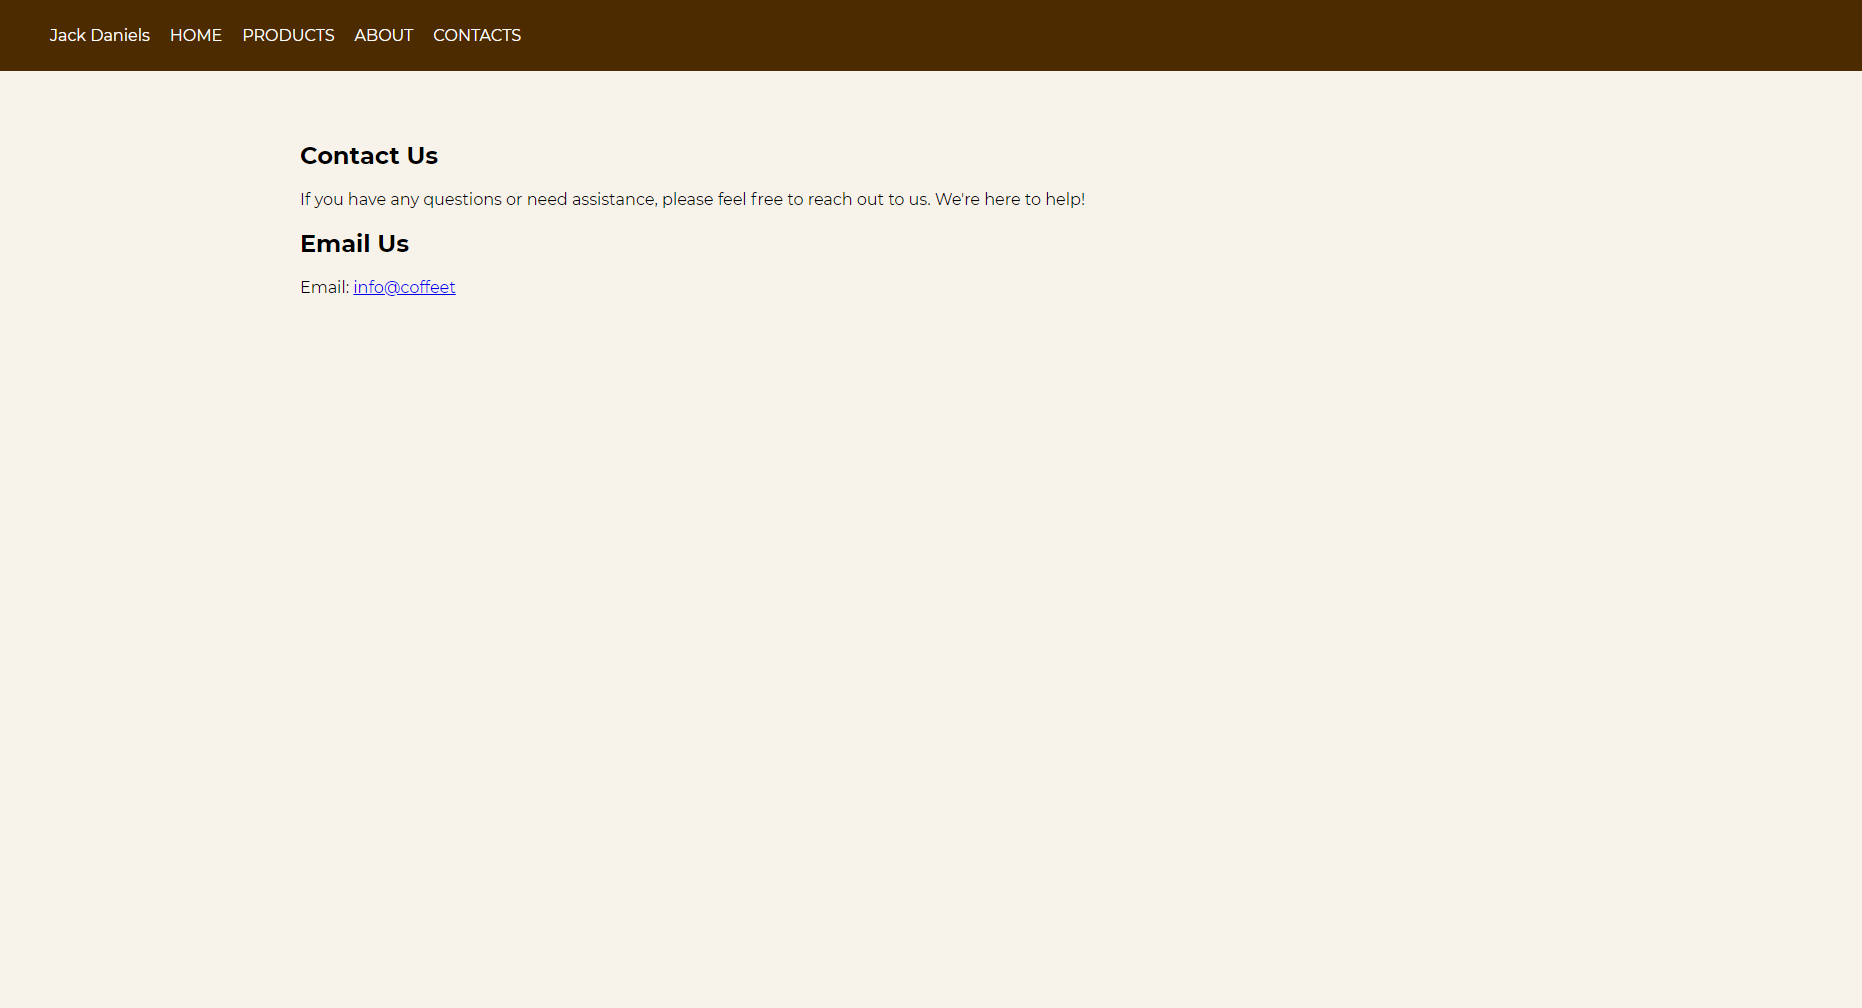 Jack Daniels HOME PRODUCTS ABOUT CONTACTS
Contact Us
If you have any questions or need assistance, please feel free to reach out to us. We're here to help!
Email Us
Email: info@coffeet